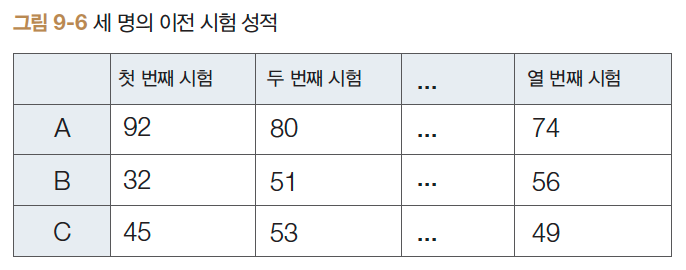 그림 9-6 세 명의 이전 시험 성적
첫 번째 시험 두 번째 시험 ... 열 번째 시험
A 92 80 ... 74
B 32 51 ... 56
C 45 53 ... 49